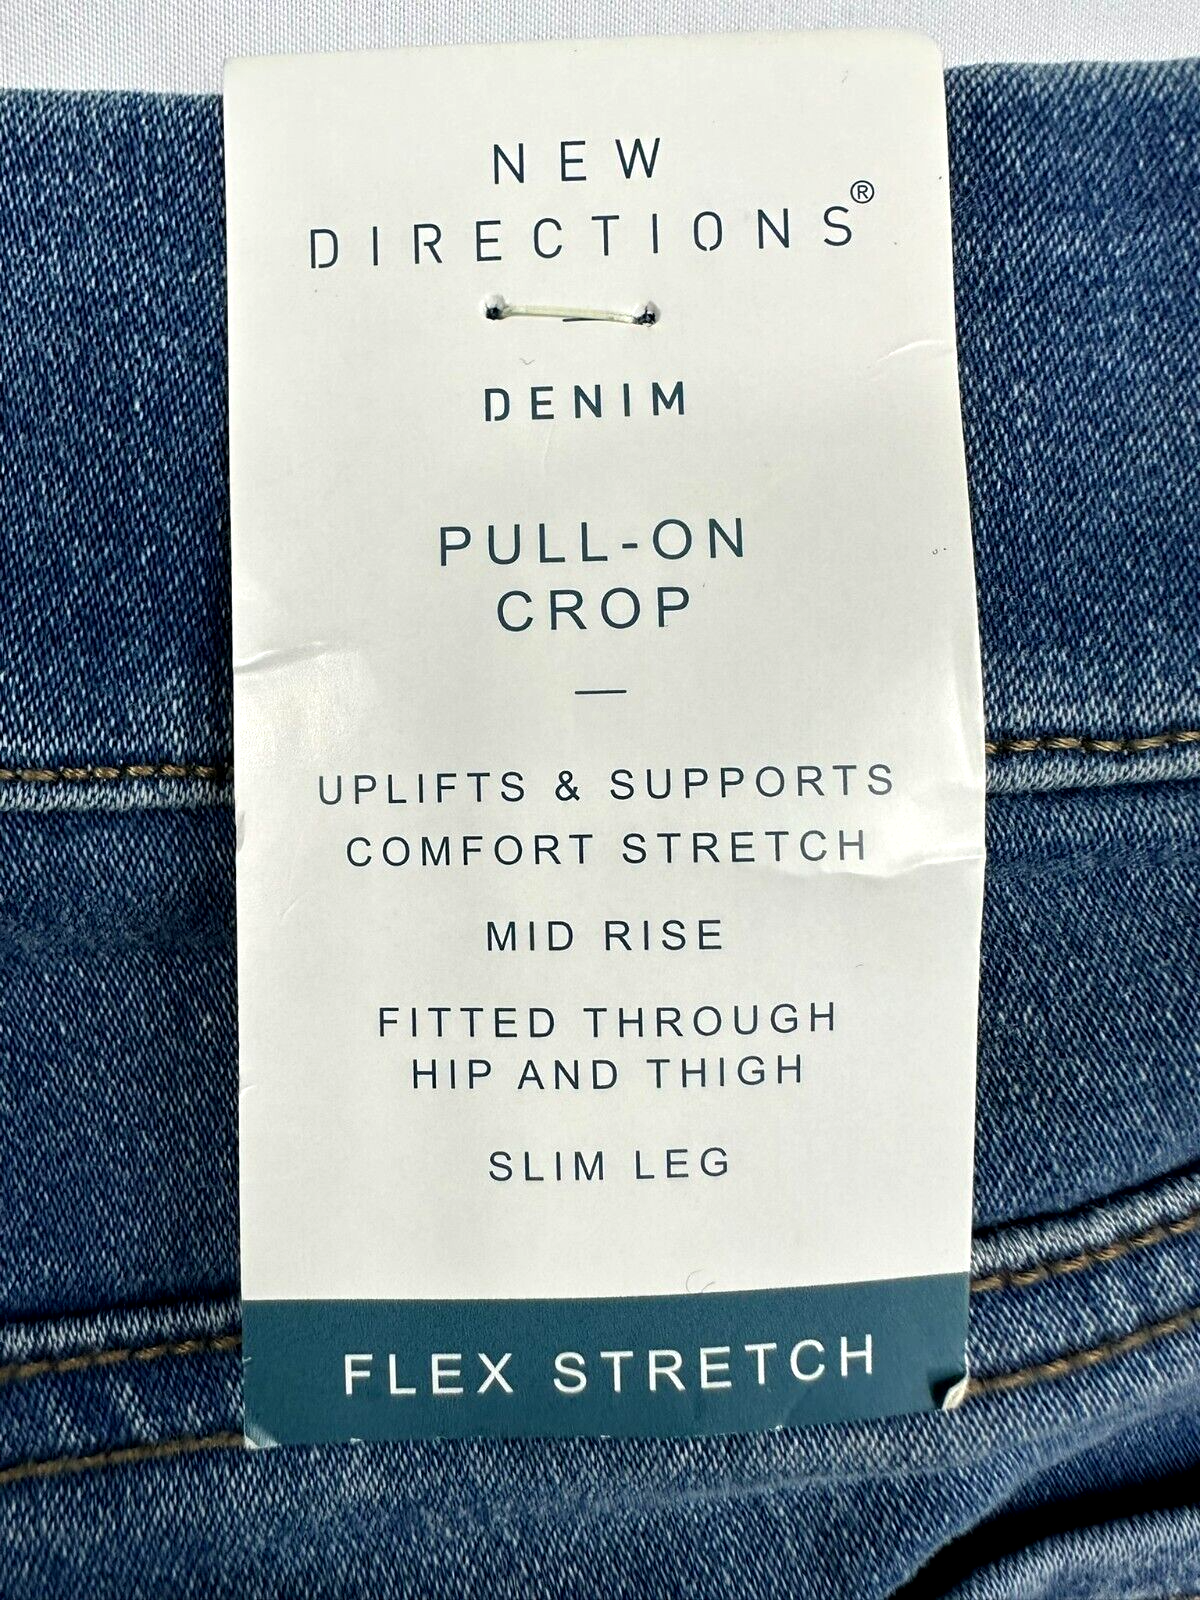 NEW
DIRECTIONS®
DENIM
PULL-ON
CROP
—
UPLIFTS & SUPPORTS
COMFORT STRETCH
MID RISE
FITTED THROUGH
HIP AND THIGH
SLIM LEG
FLEX STRETCH